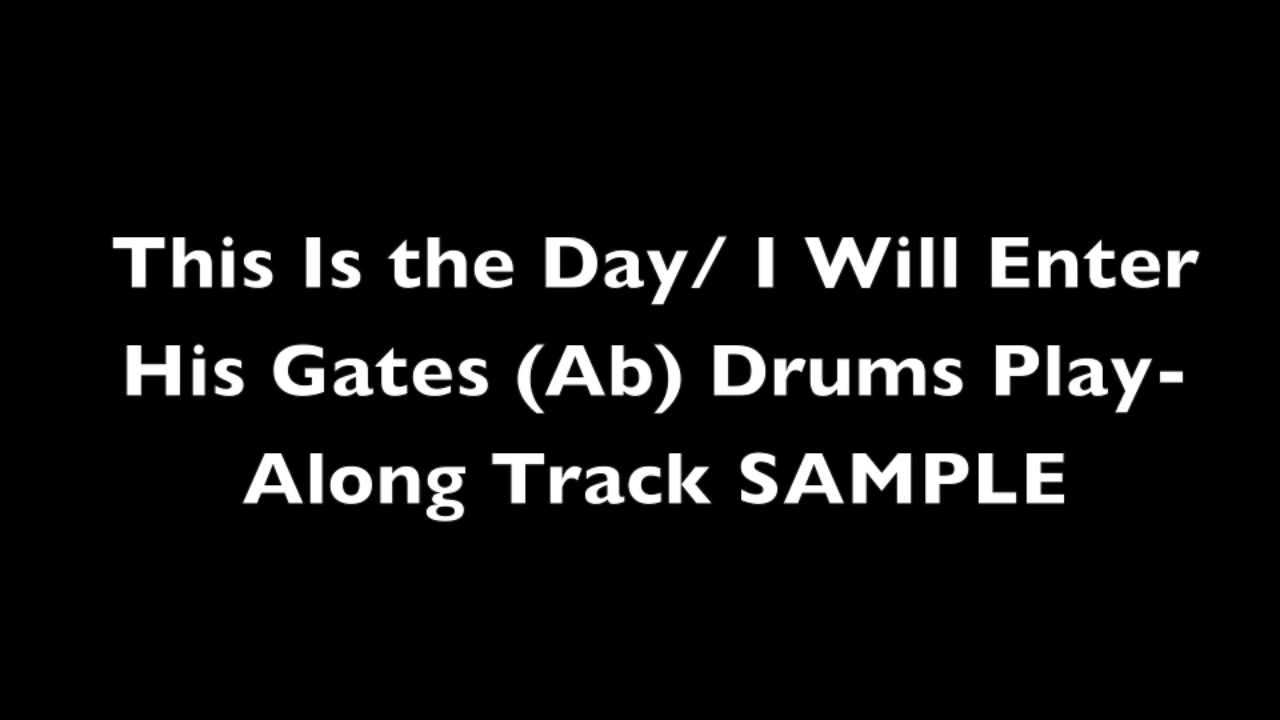 This Is the Day/ I Will Enter
His Gates (Ab) Drums Play-
Along Track SAMPLE